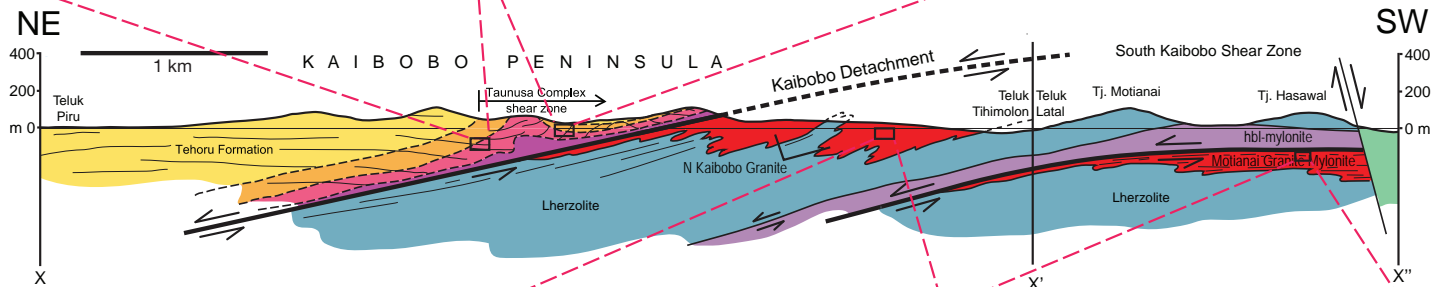 NE
SW
400
200
m 0
1 km
KAIBOBO PENINSULA
Kaibobo Detachment
South Kaibobo Shear Zone
400
200
0 m
Teluk
Piru
Taunusa Complex
shear zone
Teluk
Tihimolon
Teluk
Latal
Tj. Motianai
Tj. Hasawal
Tehoru Formation
N Kaibobo Granite
hbl-mylonite
Motianai Granite Mylonite
Lherzolite
Lherzolite
X
X'
X''